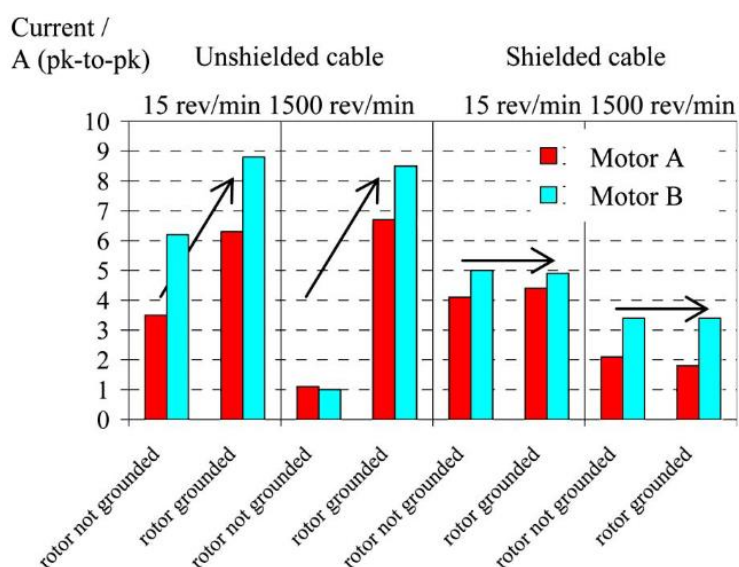 Current /
A (pk-to-pk)
Unshielded cable
Shielded cable
15 rev/min 1500 rev/min
15 rev/min 1500 rev/min
10
9
8
7
6
5
4
3
2
1
0
Motor A
Motor B
rotor not grounded
rotor grounded
rotor not grounded
rotor grounded
rotor not grounded
rotor grounded
rotor not grounded
rotor grounded